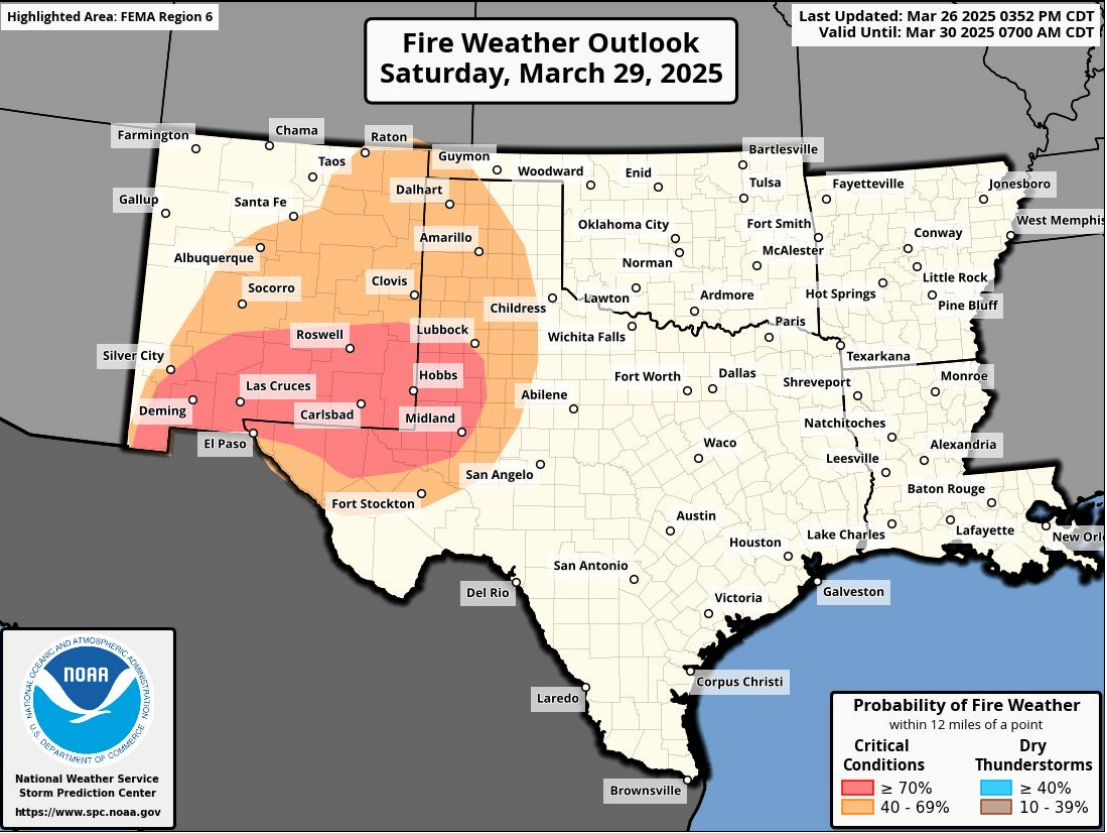 Highlighted Area: FEMA Region 6
Last Updated: Mar 26 2025 0352 PM CDT
Valid Until: Mar 30 2025 0700 AM CDT
Fire Weather Outlook
Saturday, March 29, 2025
Farmington
Chama
Raton
Taos
Guymon
Woodward
Enid
Bartlesville
Dalhart
Tulsa
Fayetteville
Jonesboro
Gallup
Santa Fe
West Memphis
Albuquerque
Amarillo
Oklahoma City
Fort Smith
Conway
Norman
McAlester
Socorro
Clovis
Little Rock
Childress
Lawton
Ardmore
Hot Springs
Pine Bluff
Roswell
Lubbock
Wichita Falls
Paris
Silver City
Texarkana
Las Cruces
Hobbs
Fort Worth
Dallas
Shreveport
Monroe
Deming
Carlsbad
Midland
Abilene
Natchitoches
El Paso
Waco
Alexandria
San Angelo
Leesville
Fort Stockton
Baton Rouge
Austin
Houston
Lake Charles
Lafayette
New Orl
San Antonio
Del Rio
Victoria
Galveston
Laredo
Corpus Christi
Brownsville
NATIONAL OCEANIC AND ATMOSPHERIC ADMINISTRATION
NOAA
U.S. DEPARTMENT OF COMMERCE
National Weather Service
Storm Prediction Center
https://www.spc.noaa.gov
Probability of Fire Weather
within 12 miles of a point
Critical
Conditions
≥ 70%
40 - 69%
Dry
Thunderstorms
≥ 40%
10 - 39%